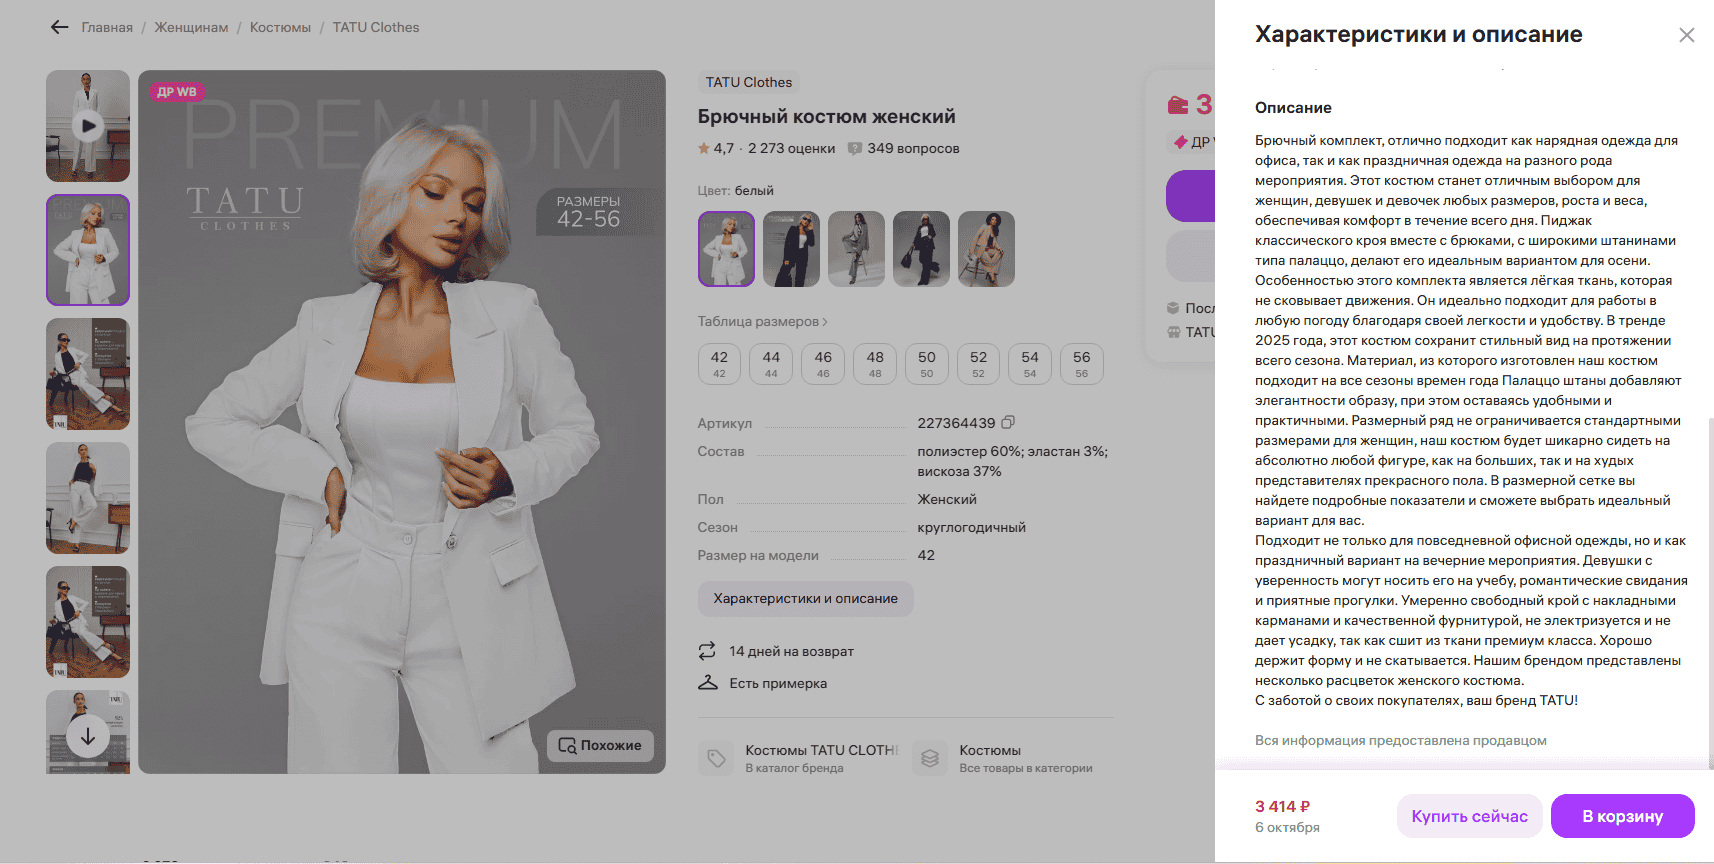 Главная / Женщинам / Костюмы / TATU Clothes
ДР WB
PREMIUM
TATU
CLOTHES
РАЗМЕРЫ
42-56
Похожие
TATU Clothes
Брючный костюм женский
4,7 · 2 273 оценки 349 вопросов
Цвет: белый
Таблица размеров
42 44 46 48 50 52 54 56
42 44 46 48 50 52 54 56
Артикул 227364439
Состав полиэстер 60%; эластан 3%;
вискоза 37%
Пол Женский
Сезон круглогодичный
Размер на модели 42
Характеристики и описание
14 дней на возврат
Есть примерка
Костюмы TATU CLOTHE
В каталог бренда
Костюмы
Все товары в категории
3
ДР
Посл
TATU
Характеристики и описание
Описание
Брючный комплект, отлично подходит как нарядная одежда для
офиса, так и как праздничная одежда на разного рода
мероприятия. Этот костюм станет отличным выбором для
женщин, девушек и девочек любых размеров, роста и веса,
обеспечивая комфорт в течение всего дня. Пиджак
классического кроя вместе с брюками, с широкими штанинами
типа палаццо, делают его идеальным вариантом для осени.
Особенностью этого комплекта является лёгкая ткань, которая
не сковывает движения. Он идеально подходит для работы в
любую погоду благодаря своей легкости и удобству. В тренде
2025 года, этот костюм сохранит стильный вид на протяжении
всего сезона. Материал, из которого изготовлен наш костюм
подходит на все сезоны времен года Палаццо штаны добавляют
элегантности образу, при этом оставаясь удобными и
практичными. Размерный ряд не ограничивается стандартными
размерами для женщин, наш костюм будет шикарно сидеть на
абсолютно любой фигуре, как на больших, так и на худых
представителях прекрасного пола. В размерной сетке вы
найдете подробные показатели и сможете выбрать идеальный
вариант для вас.
Подходит не только для повседневной офисной одежды, но и как
праздничный вариант на вечерние мероприятия. Девушки с
уверенность могут носить его на учебу, романтические свидания
и приятные прогулки. Умеренно свободный крой с накладными
карманами и качественной фурнитурой, не электризуется и не
дает усадку, так как сшит из ткани премиум класса. Хорошо
держит форму и не скатывается. Нашим брендом представлены
несколько расцветок женского костюма.
С заботой о своих покупателях, ваш бренд TATU!
Вся информация предоставлена продавцом
3 414 ₽
6 октября
Купить сейчас
В корзину